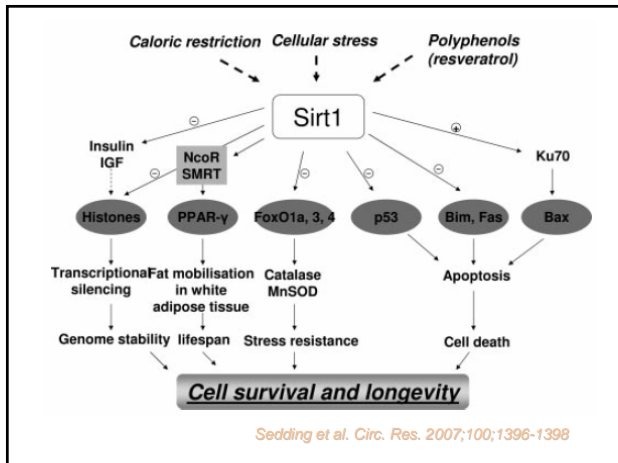 Caloric restriction
Cellular stress
Polyphenols
(resveratrol)
Sirt1
⊖
⊖
⊖
⊖
⊖
⊕
Insulin
IGF
NcoR
SMRT
Ku70
Histones
PPAR-γ
FoxO1a, 3, 4
p53
Bim, Fas
Bax
Transcriptional
silencing
Fat mobilisation
in white
adipose tissue
Catalase
MnSOD
Apoptosis
Genome stability
lifespan
Stress resistance
Cell death
Cell survival and longevity
Sedding et al. Circ. Res. 2007;100;1396-1398